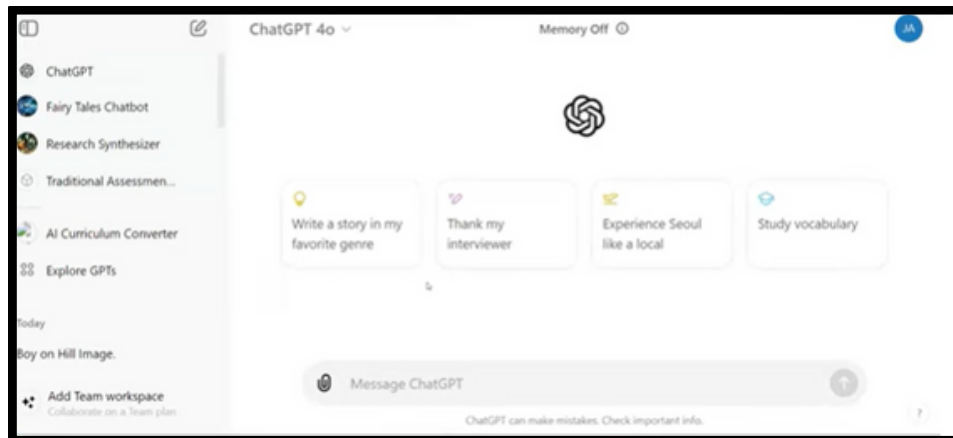 ChatGPT 4o
Memory Off
JA
ChatGPT
Fairy Tales Chatbot
Research Synthesizer
Traditional Assessmen...
AI Curriculum Converter
Explore GPTs
Today
Boy on Hill Image.
Add Team workspace
Collaborate on a Team plan
Write a story in my
favorite genre
Thank my
interviewer
Experience Seoul
like a local
Study vocabulary
Message ChatGPT
ChatGPT can make mistakes. Check important info.
?